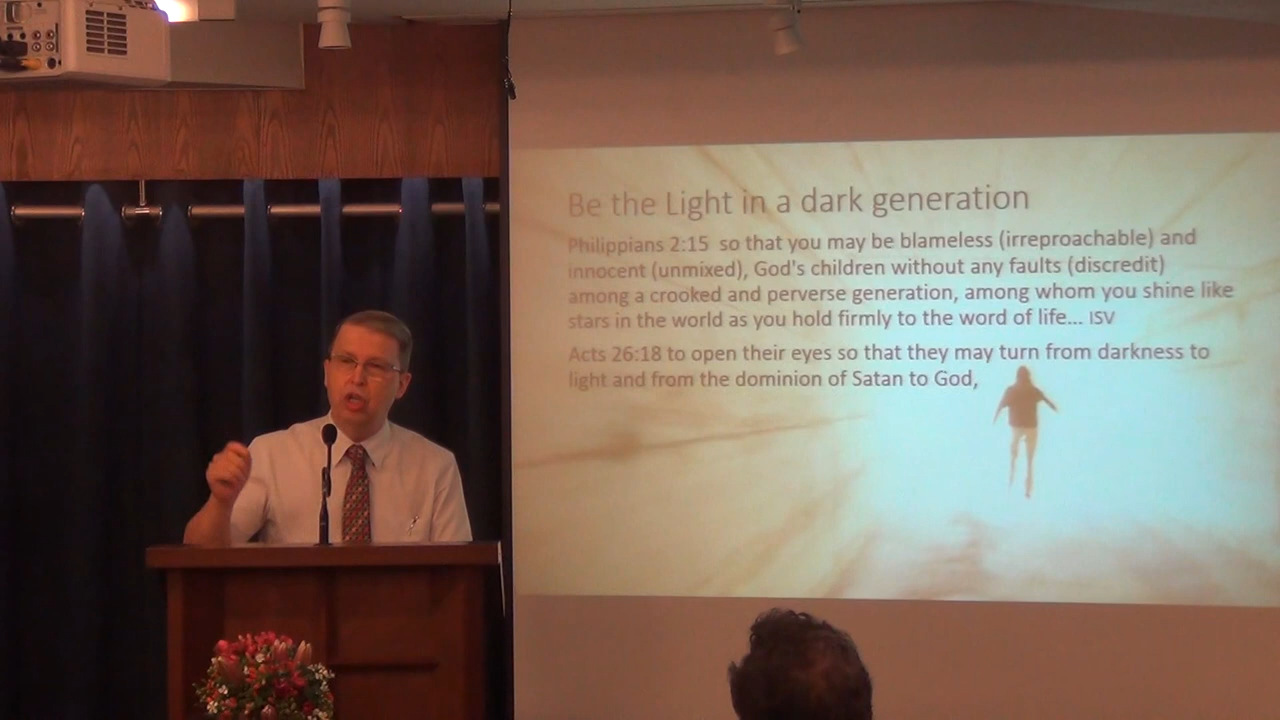 Be the Light in a dark generation
Philippians 2:15 so that you may be blameless (irreproachable) and
innocent (unmixed), God's children without any faults (discredit)
among a crooked and perverse generation, among whom you shine like
stars in the world as you hold firmly to the word of life... ISV
Acts 26:18 to open their eyes so that they may turn from darkness to
light and from the dominion of Satan to God,